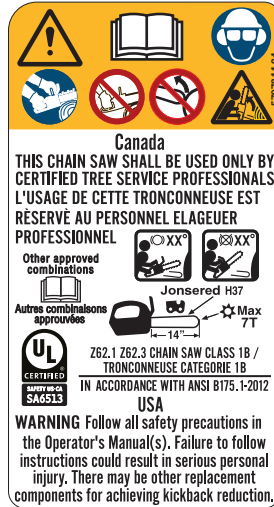 Canada
THIS CHAIN SAW SHALL BE USED ONLY BY
CERTIFIED TREE SERVICE PROFESSIONALS
L'USAGE DE CETTE TRONCONNEUSE EST
RÈSERVÈ AU PERSONNEL ELAGEUER
PROFESSIONNEL
XX°
XX°
Other approved
combinations
Autres combinaisons
approuvées
Jonsered H37
Max
7T
14"
UL
CERTIFIED
SAFETY US-CA
SA6513
Z62.1 Z62.3 CHAIN SAW CLASS 1B /
TRONCONNEUSE CATEGORIE 1B
IN ACCORDANCE WITH ANSI B175.1-2012
USA
WARNING Follow all safety precautions in
the Operator's Manual(s). Failure to follow
instructions could result in serious personal
injury. There may be other replacement
components for achieving kickback reduction.